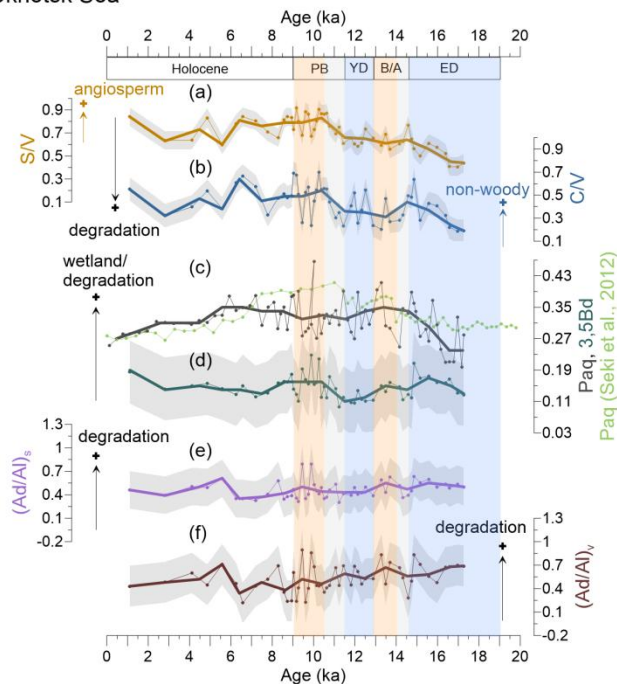 Okhotsk Sea
Age (ka)
0 2 4 6 8 10 12 14 16 18 20
Holocene PB YD B/A ED
angiosperm
(a)
S/V
0.9
0.7
0.5
0.3
0.1
degradation
(b)
non-woody
C/V
0.9
0.7
0.5
0.3
0.1
wetland/
degradation
(c)
0.43
0.35
0.27
0.19
0.11
0.03
Paq, 3,5Bd
Paq (Seki et al., 2012)
(d)
degradation
(e)
(Ad/Al)s
1.3
1
0.7
0.4
0.1
-0.2
(f)
degradation
(Ad/Al)v
1.3
1
0.7
0.4
0.1
-0.2
0 2 4 6 8 10 12 14 16 18 20
Age (ka)